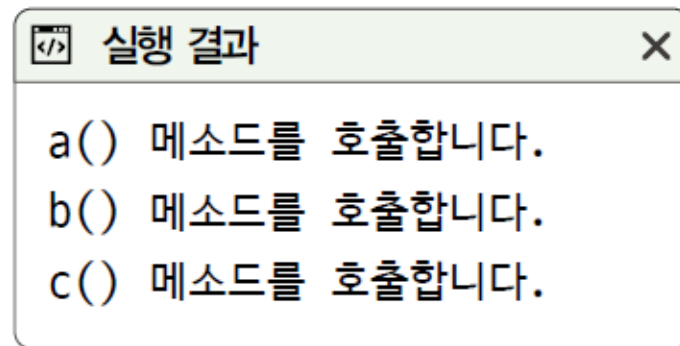 실행 결과
a() 메소드를 호출합니다.
b() 메소드를 호출합니다.
c() 메소드를 호출합니다.